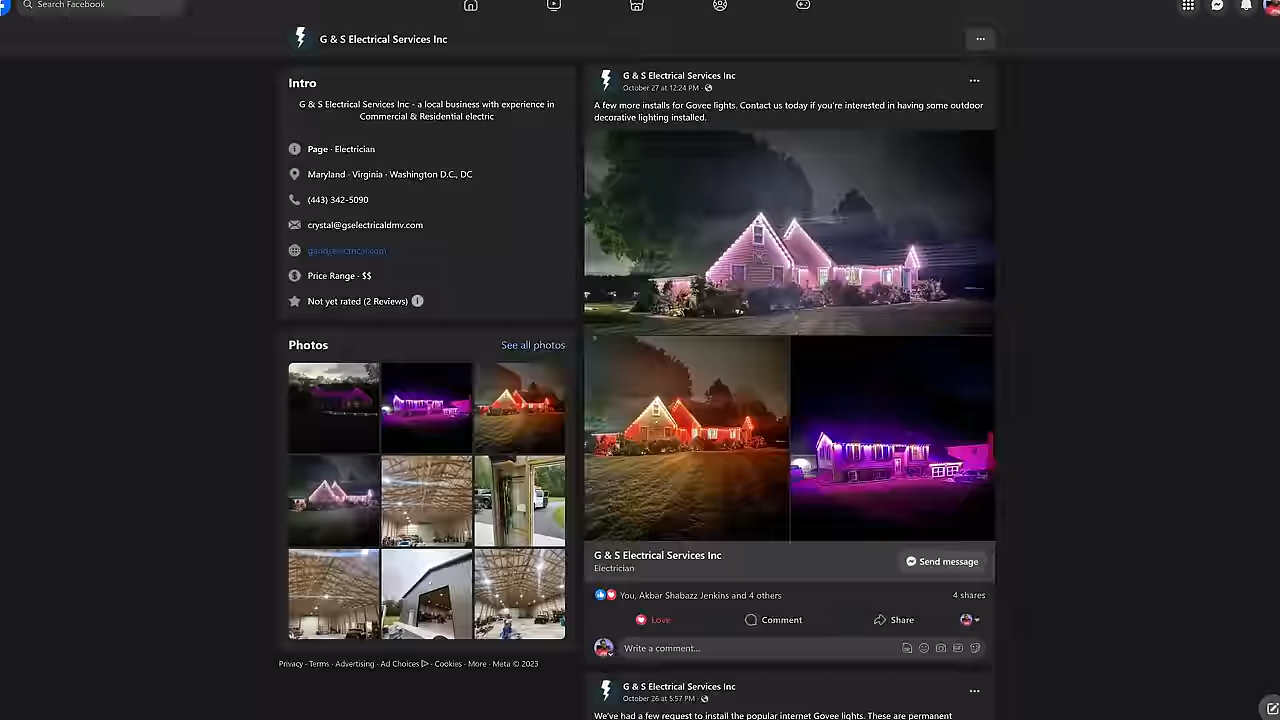 Search Facebook
G & S Electrical Services Inc
Intro
G & S Electrical Services Inc - a local business with experience in
Commercial & Residential electric
Page · Electrician
Maryland · Virginia · Washington D.C., DC
(443) 342-5090
crystal@gselectricaldmv.com
Price Range · $$
Not yet rated (2 Reviews)
Photos
See all photos
Privacy · Terms · Advertising · Ad Choices · Cookies · More · Meta © 2023
G & S Electrical Services Inc
October 27 at 12:24 PM ·
A few more installs for Govee lights. Contact us today if you're interested in having some outdoor
decorative lighting installed.
G & S Electrical Services Inc
Electrician
Send message
You, Akbar Shabazz Jenkins and 4 others
4 shares
Love
Comment
Share
Write a comment...
G & S Electrical Services Inc
October 26 at 5:57 PM ·
We've had a few request to install the popular internet Govee lights. These are permanent